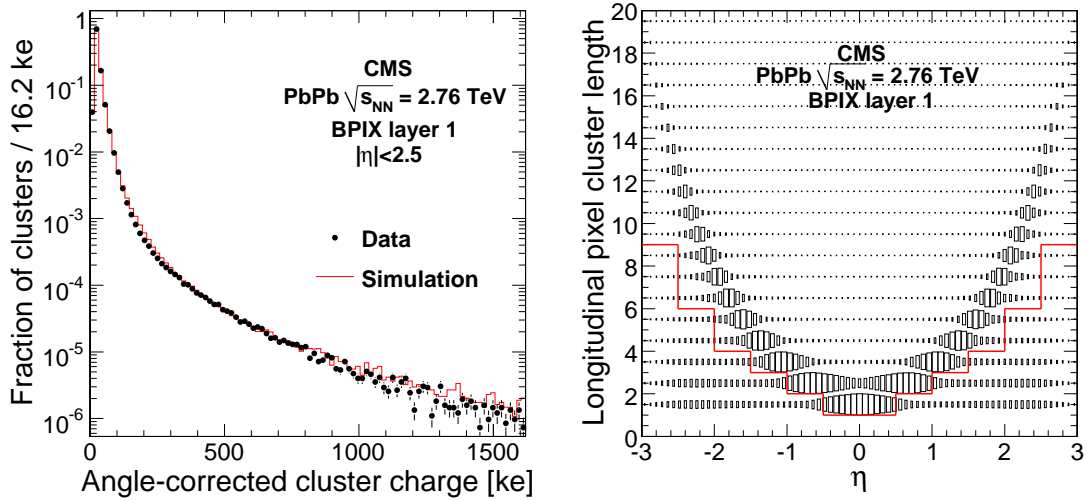 Fraction of clusters / 16.2 ke
1
10-1
10-2
10-3
10-4
10-5
10-6
CMS
PbPb √sNN = 2.76 TeV
BPIX layer 1
|η|<2.5
Data
Simulation
0 500 1000 1500
Angle-corrected cluster charge [ke]
Longitudinal pixel cluster length
20
18
16
14
12
10
8
6
4
2
0
CMS
PbPb √sNN = 2.76 TeV
BPIX layer 1
-3 -2 -1 0 1 2 3
η